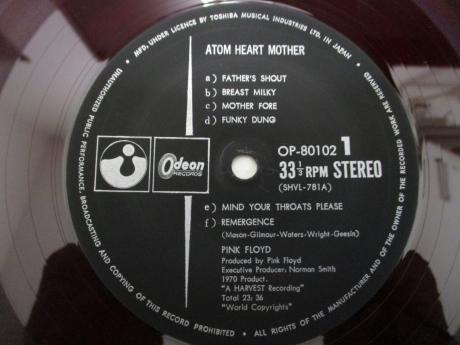 MFD. UNDER LICENCE BY TOSHIBA MUSICAL INDUSTRIES LTD. IN JAPAN
ATOM HEART MOTHER
a) FATHER'S SHOUT
b) BREAST MILKY
c) MOTHER FORE
d) FUNKY DUNG
Odeon
RECORDS
OP-80102 1
33 1/3 RPM STEREO
(SHVL-781A)
e) MIND YOUR THROATS PLEASE
f) REMERGENCE
(Mason-Gilmour-Waters-Wright-Geesin)
PINK FLOYD
Produced by Pink Floyd
Executive Producer: Norman Smith
1970 Product.
"A HARVEST Recording"
Total 23: 36
"World Copyrights"
ALL RIGHTS OF THE MANUFACTURER AND OF THE OWNER OF THE RECORDED WORK ARE RESERVED
UNAUTHORIZED PUBLIC PERFORMANCE, BROADCASTING AND COPYING OF THIS RECORD PROHIBITED